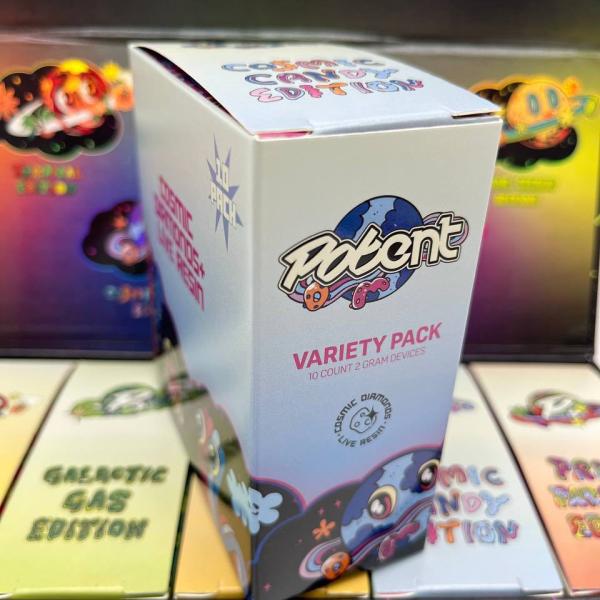 COSMIC
CANDY
EDITION
10
PACK
COSMIC
DIAMONDS+
LIVE RESIN
Potent
VARIETY PACK
10 COUNT 2 GRAM DEVICES
COSMIC DIAMONDS
LIVE RESIN
GALACTIC
GAS
EDITION
CANDY